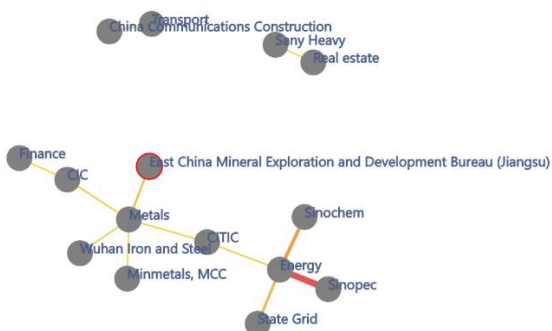 Transport
China Communications Construction
Sany Heavy
Real estate
Finance
East China Mineral Exploration and Development Bureau (Jiangsu)
CIC
Metals
Sinochem
CITIC
Wuhan Iron and Steel
Energy
Minmetals, MCC
Sinopec
State Grid